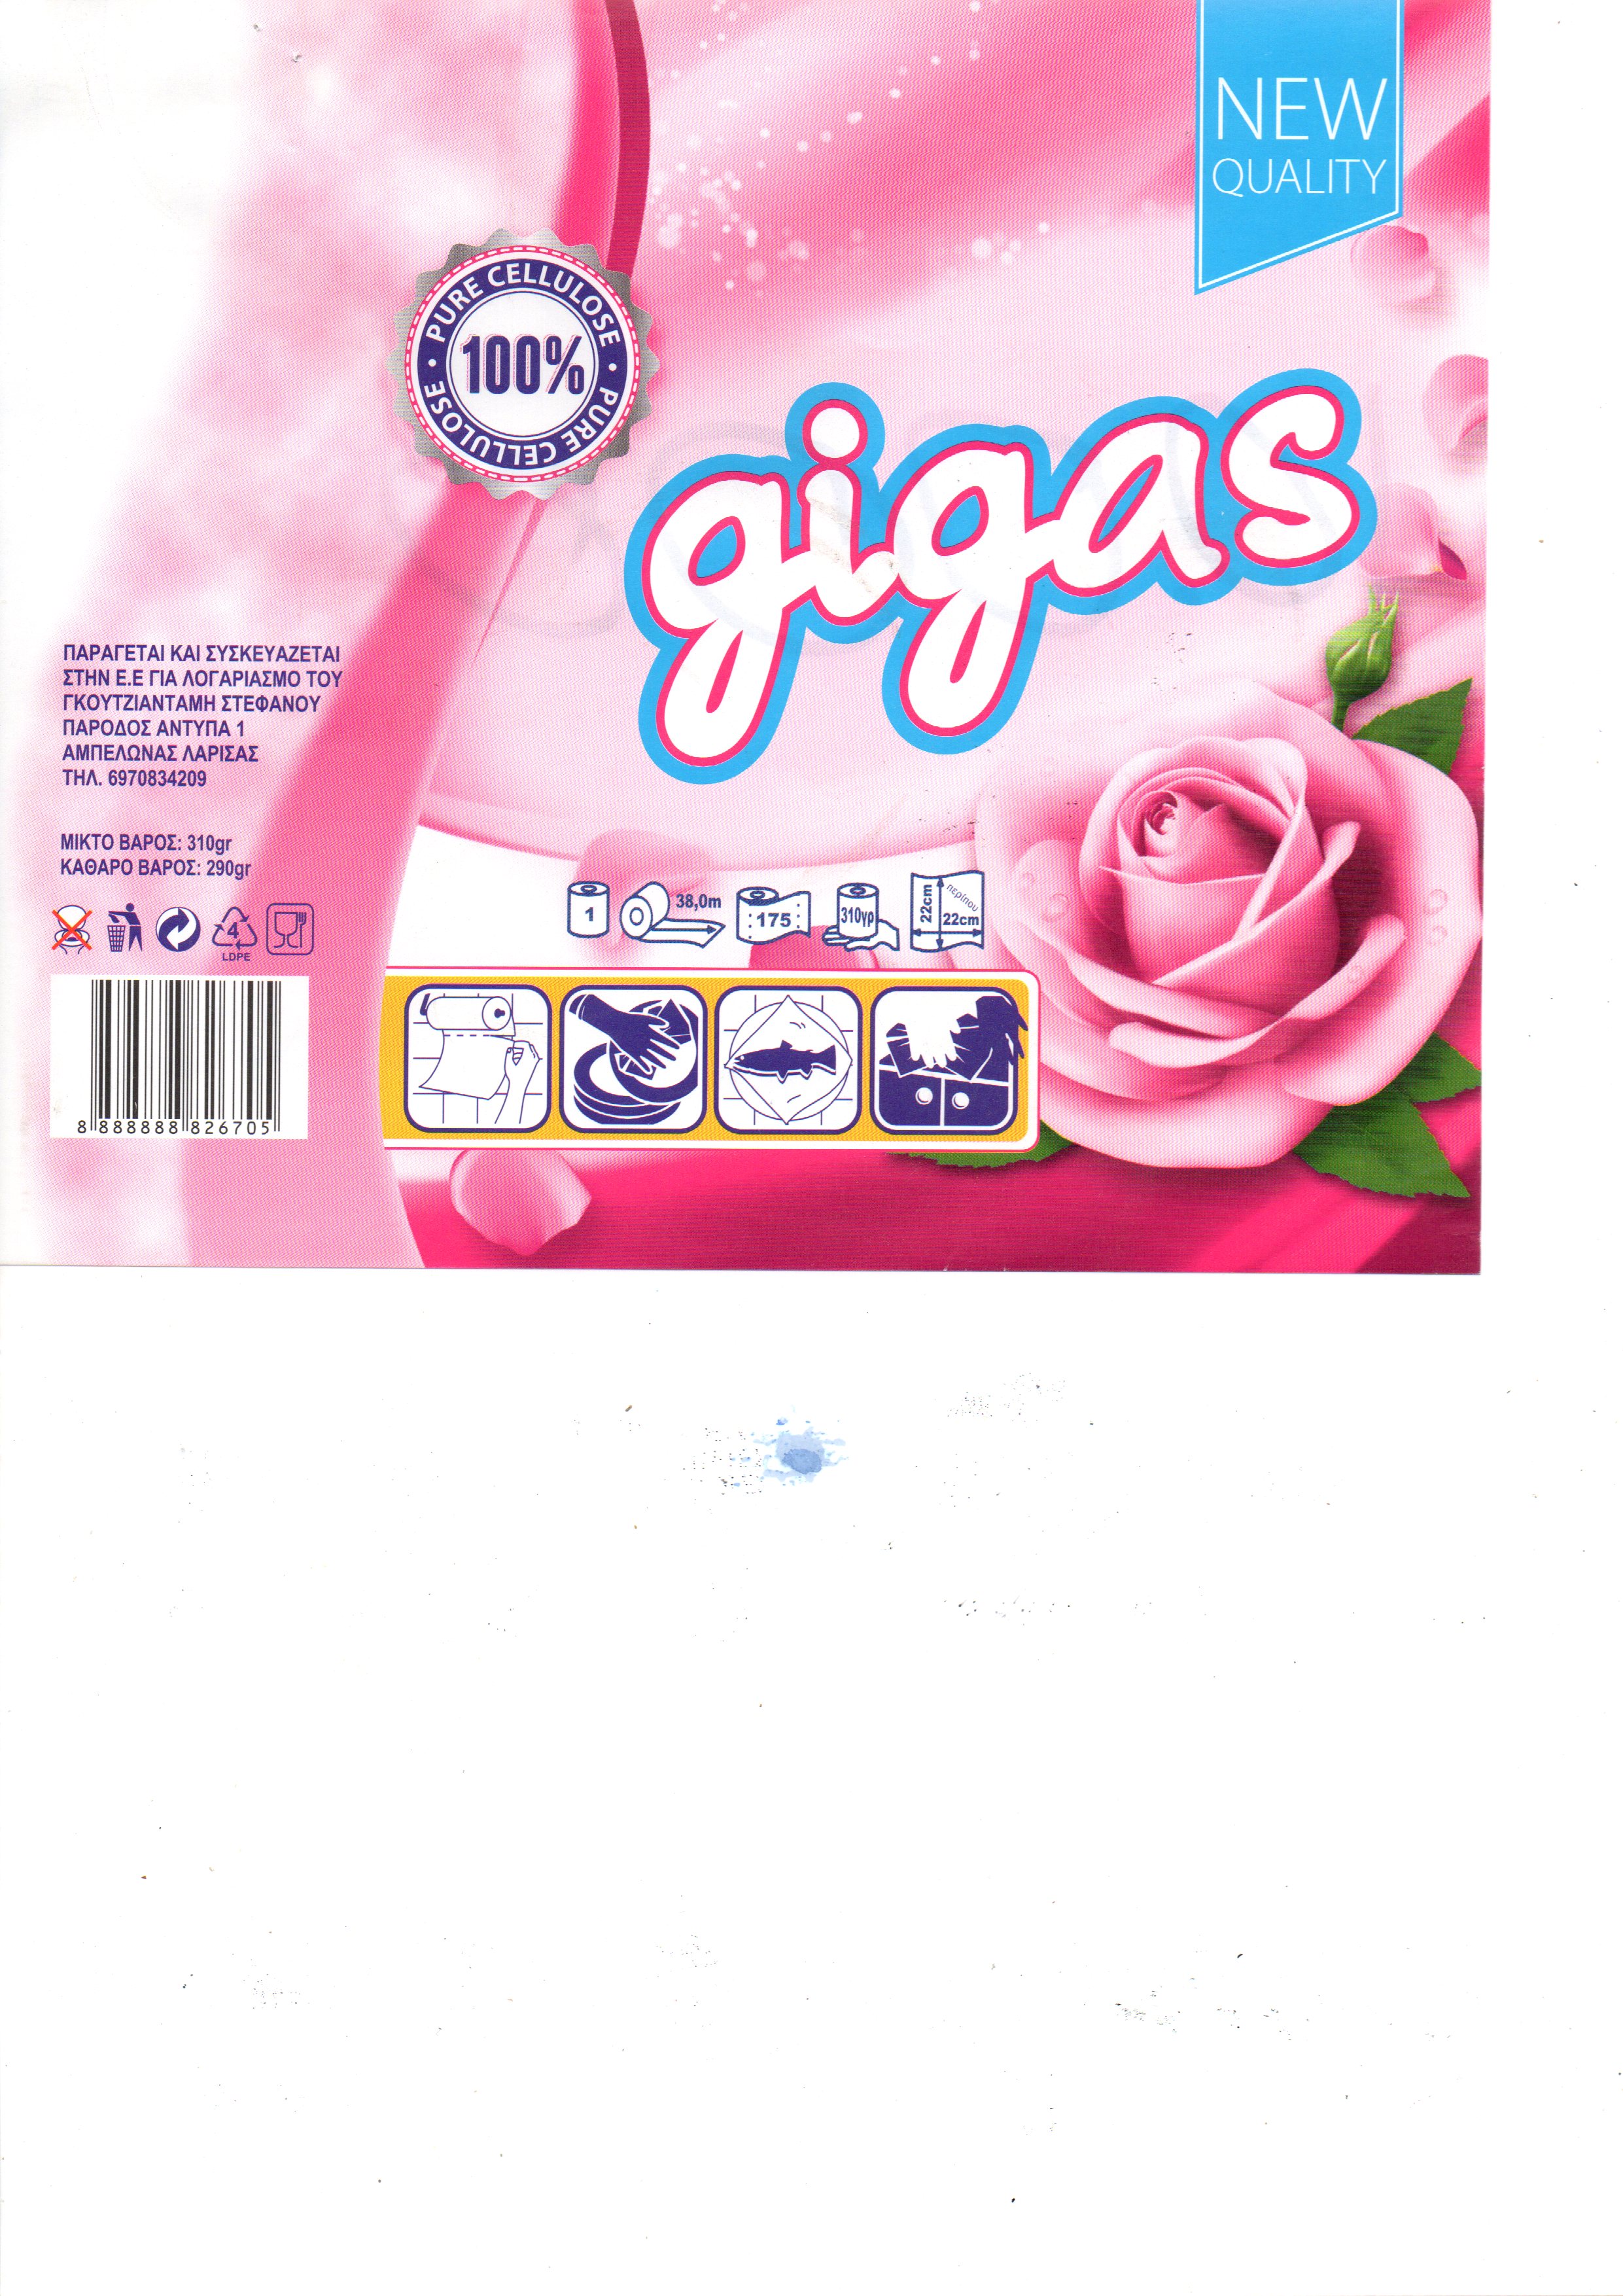 NEW
QUALITY
PURE CELLULOSE • PURE CELLULOSE •
100%
gigas
ΠΑΡΑΓΕΤΑΙ ΚΑΙ ΣΥΣΚΕΥΑΖΕΤΑΙ
ΣΤΗΝ Ε.Ε ΓΙΑ ΛΟΓΑΡΙΑΣΜΟ ΤΟΥ
ΓΚΟΥΤΖΙΑΝΤΑΜΗ ΣΤΕΦΑΝΟΥ
ΠΑΡΟΔΟΣ ΑΝΤΥΠΑ 1
ΑΜΠΕΛΩΝΑΣ ΛΑΡΙΣΑΣ
ΤΗΛ. 6970834209
ΜΙΚΤΟ ΒΑΡΟΣ: 310gr
ΚΑΘΑΡΟ ΒΑΡΟΣ: 290gr
4
LDPE
1
38,0m
175
310γρ
22cm
περίπου
22cm
8 888888 826705